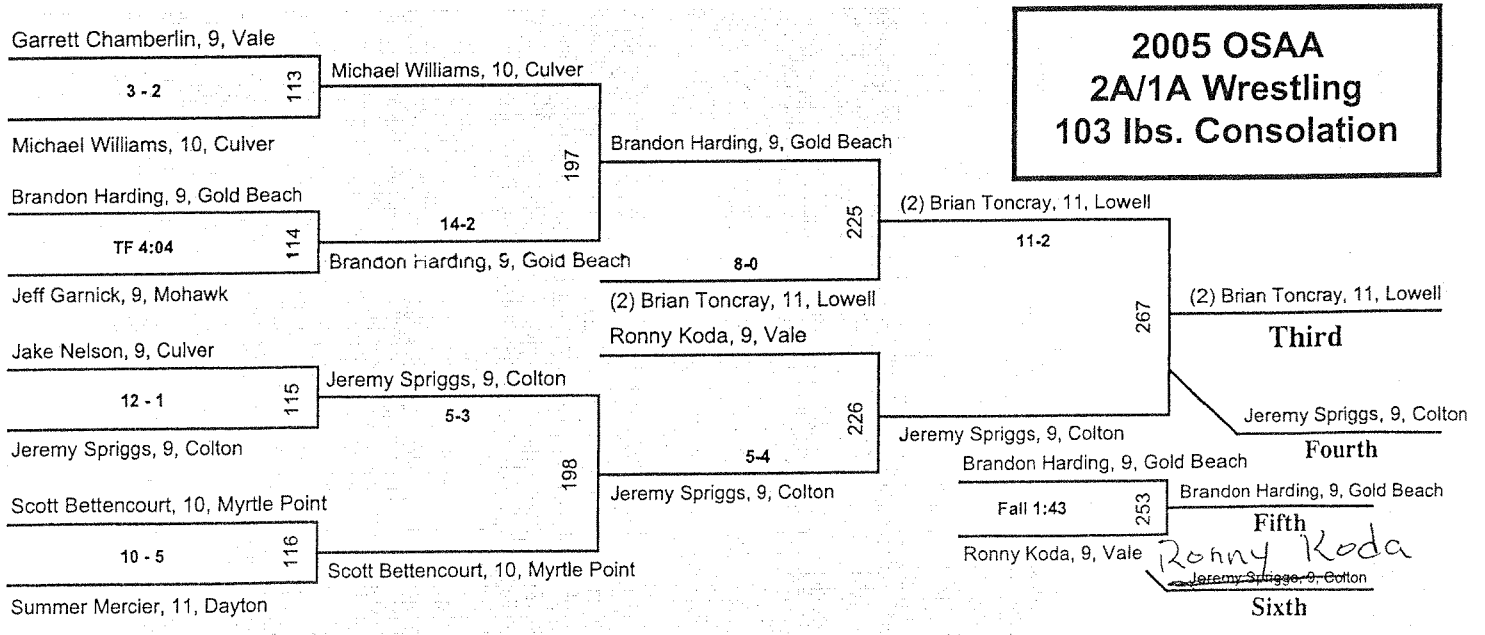 2005 OSAA
2A/1A Wrestling
103 lbs. Consolation
Garrett Chamberlin, 9, Vale
3 - 2
113
Michael Williams, 10, Culver
Michael Williams, 10, Culver
Brandon Harding, 9, Gold Beach
TF 4:04
114
Jeff Garnick, 9, Mohawk
14-2
197
Brandon Harding, 9, Gold Beach
Brandon Harding, 9, Gold Beach
8-0
225
(2) Brian Toncray, 11, Lowell
(2) Brian Toncray, 11, Lowell
11-2
Jake Nelson, 9, Culver
12 - 1
115
Jeremy Spriggs, 9, Colton
Jeremy Spriggs, 9, Colton
5-3
198
Scott Bettencourt, 10, Myrtle Point
10 - 5
116
Summer Mercier, 11, Dayton
Scott Bettencourt, 10, Myrtle Point
Ronny Koda, 9, Vale
5-4
226
Jeremy Spriggs, 9, Colton
Jeremy Spriggs, 9, Colton
267
(2) Brian Toncray, 11, Lowell
Third
Jeremy Spriggs, 9, Colton
Fourth
Brandon Harding, 9, Gold Beach
Fall 1:43
253
Ronny Koda, 9, Vale
Brandon Harding, 9, Gold Beach
Fifth
Ronny Koda
Jeremy Spriggs, 9, Colton
Sixth